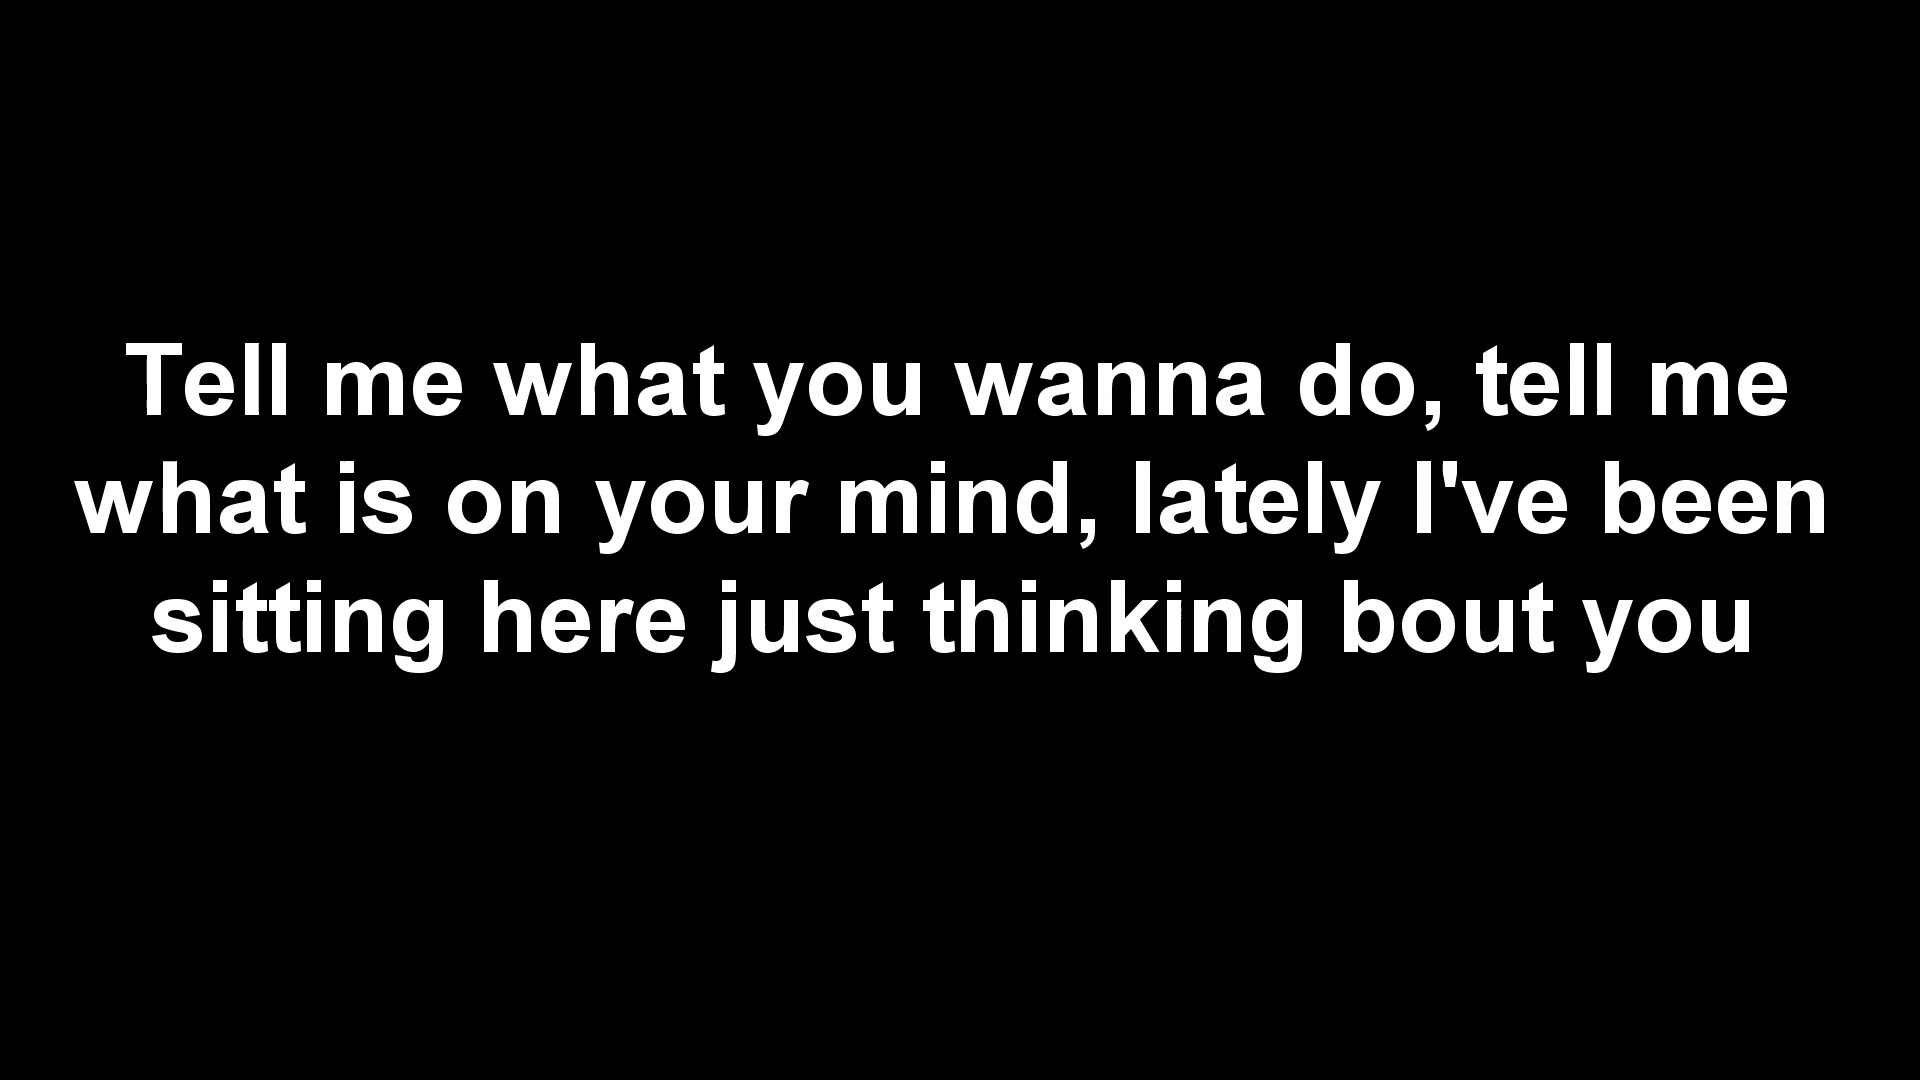 Tell me what you wanna do, tell me
what is on your mind, lately I've been
sitting here just thinking bout you